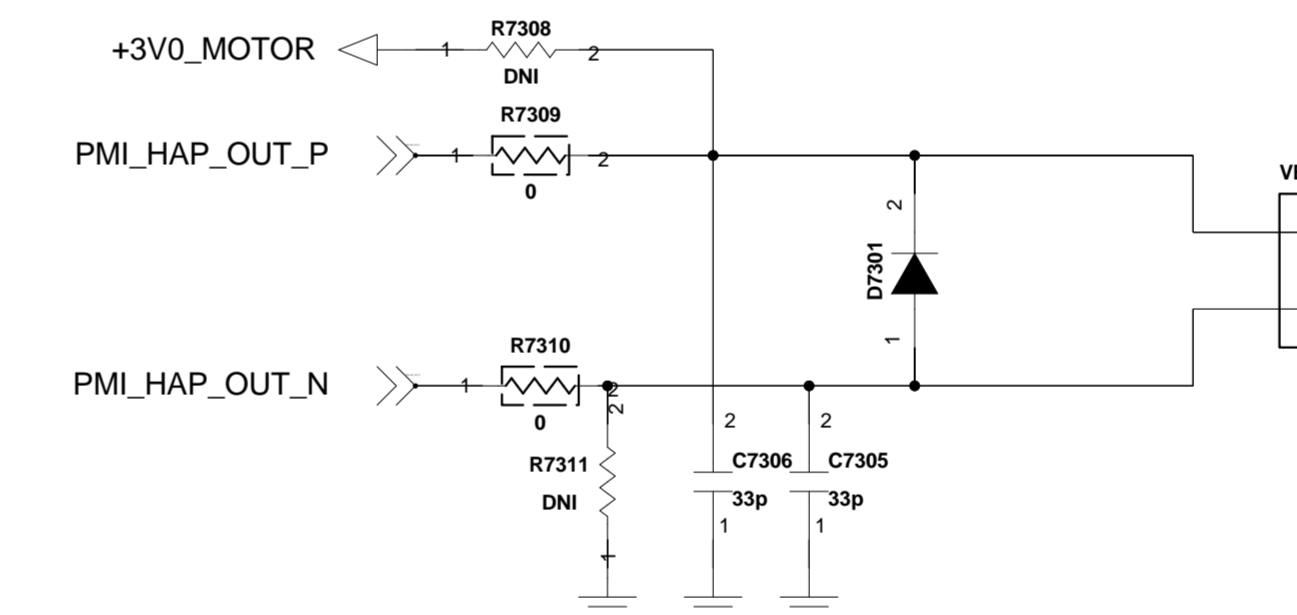 R7308
+3V0_MOTOR
1
2
DNI
R7309
PMI_HAP_OUT_P
1
2
0
2
D7301
1
R7310
PMI_HAP_OUT_N
1
2
0
2
2
2
R7311
C7306
C7305
DNI
33p
33p
1
1
1